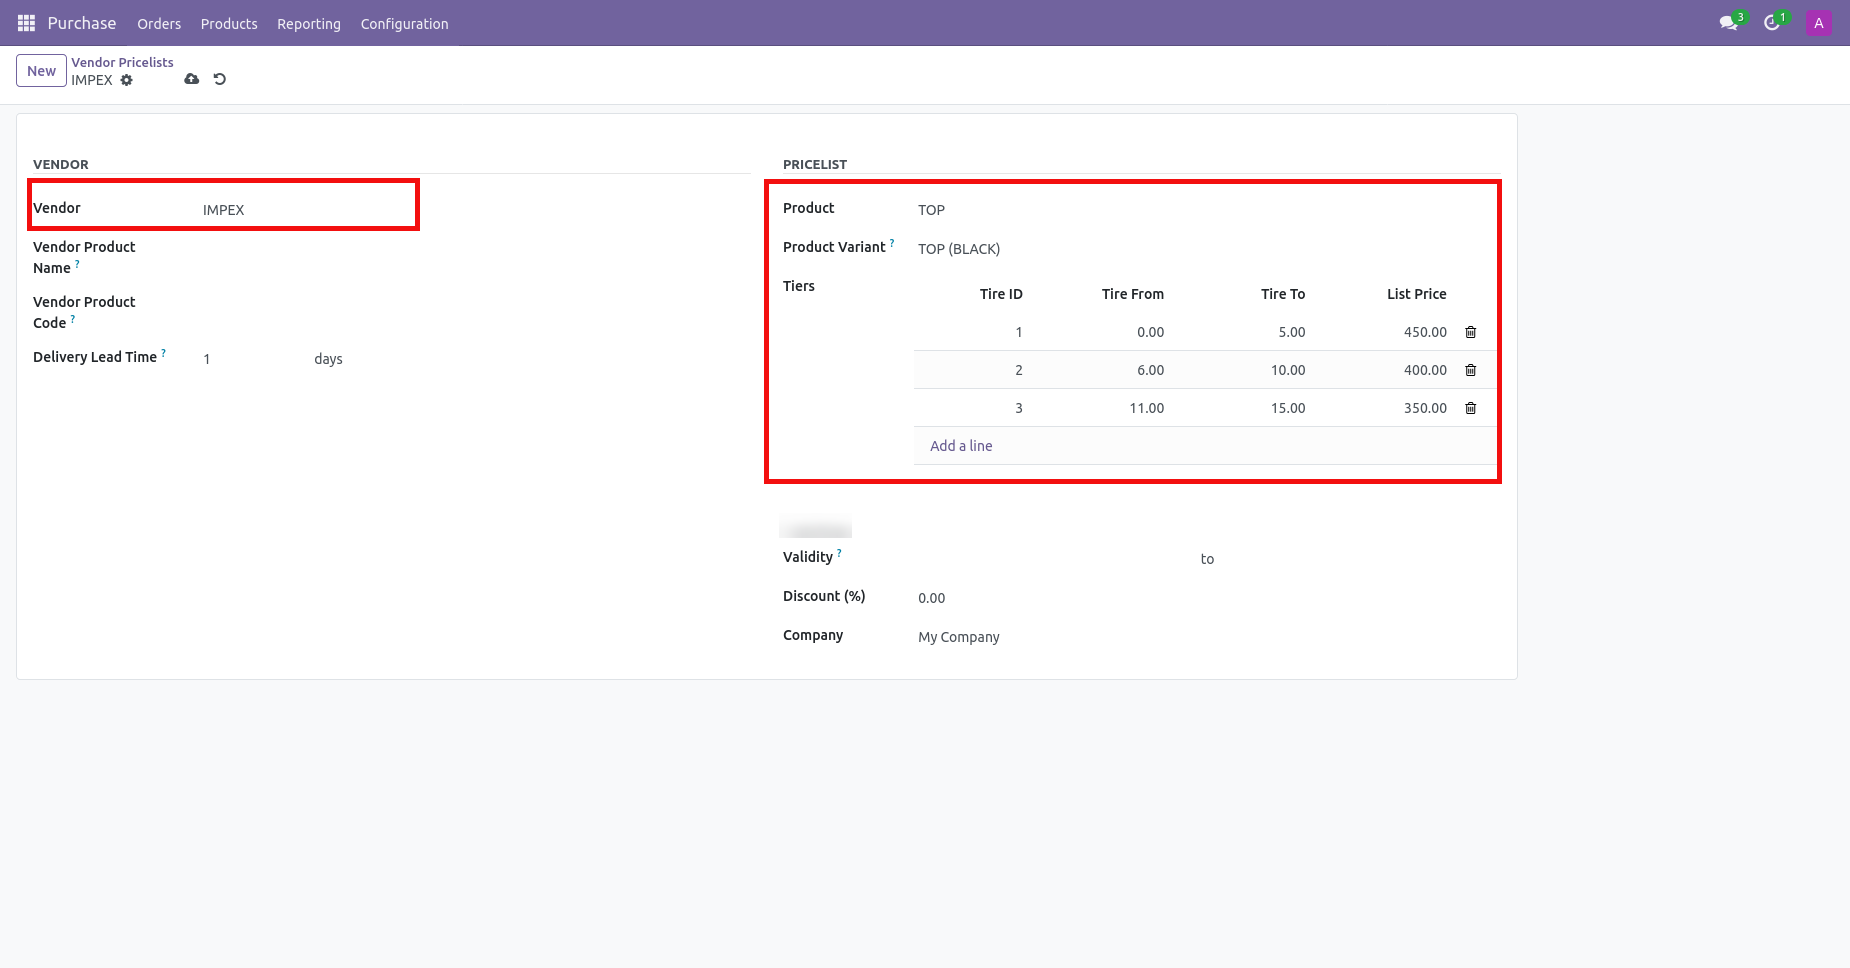 Purchase Orders Products Reporting Configuration 3 1 A
New Vendor Pricelists
IMPEX
VENDOR
Vendor IMPEX
Vendor Product
Name ?
Vendor Product
Code ?
Delivery Lead Time ? 1 days
PRICELIST
Product TOP
Product Variant ? TOP (BLACK)
Tiers
Tire ID Tire From Tire To List Price
1 0.00 5.00 450.00
2 6.00 10.00 400.00
3 11.00 15.00 350.00
Add a line
Validity ? to
Discount (%) 0.00
Company My Company